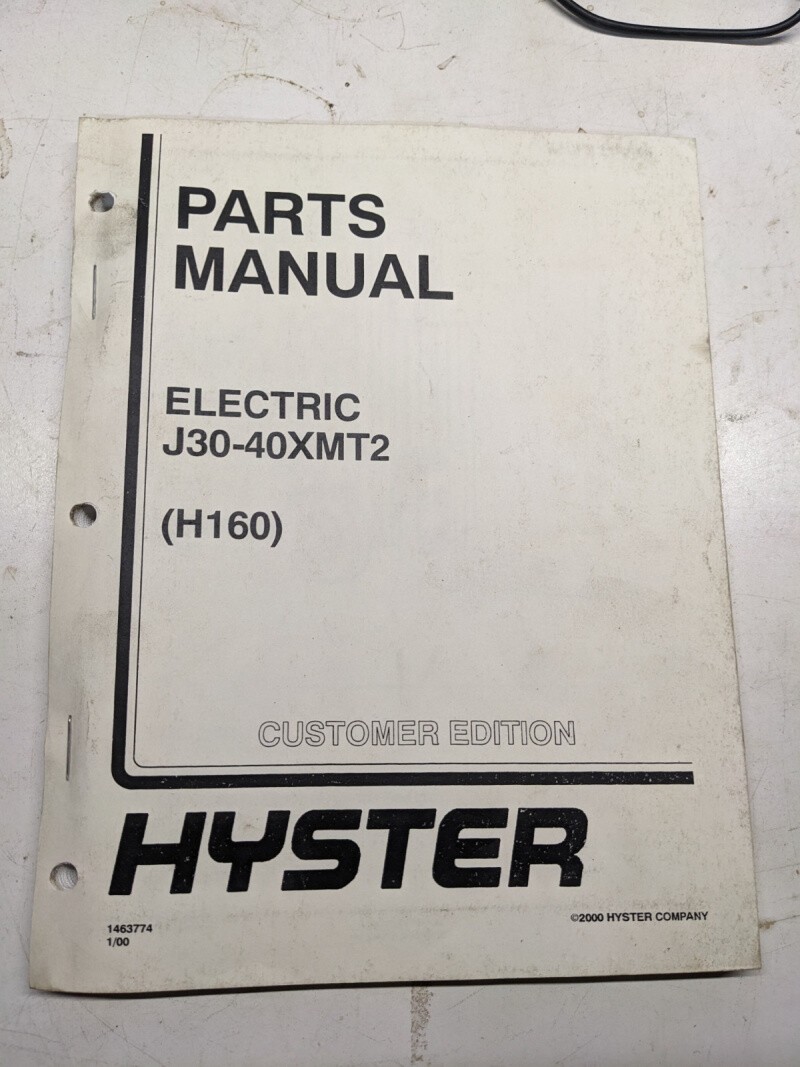 PARTS
MANUAL
ELECTRIC
J30-40XMT2
(H160)
CUSTOMER EDITION
HYSTER
1463774
1/00
©2000 HYSTER COMPANY